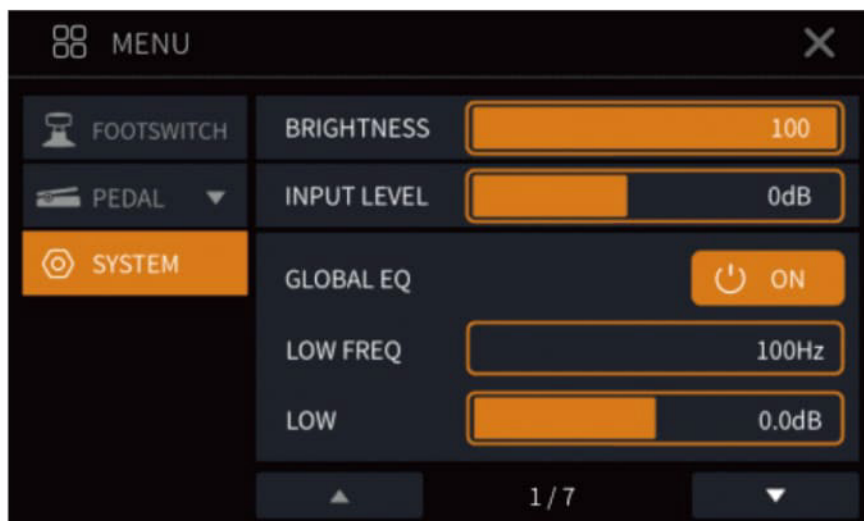 MENU
FOOTSWITCH
PEDAL
SYSTEM
BRIGHTNESS 100
INPUT LEVEL 0dB
GLOBAL EQ ON
LOW FREQ 100Hz
LOW 0.0dB
1/7